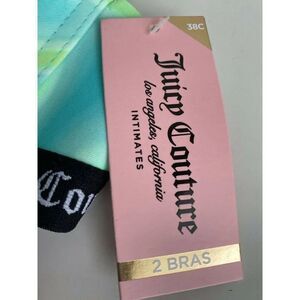 38C
Juicy Couture
los angeles, california
INTIMATES
2 BRAS
Cou